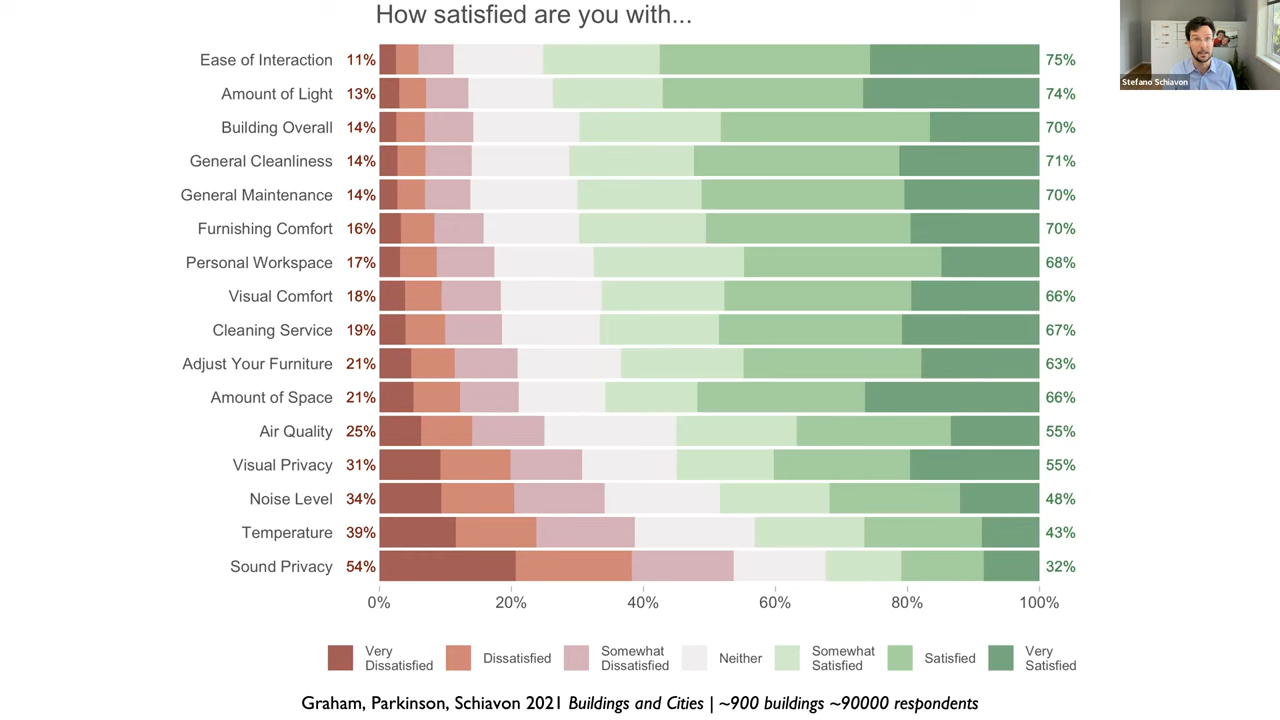 How satisfied are you with...
Stefano Schiavon
Ease of Interaction 11% 75%
Amount of Light 13% 74%
Building Overall 14% 70%
General Cleanliness 14% 71%
General Maintenance 14% 70%
Furnishing Comfort 16% 70%
Personal Workspace 17% 68%
Visual Comfort 18% 66%
Cleaning Service 19% 67%
Adjust Your Furniture 21% 63%
Amount of Space 21% 66%
Air Quality 25% 55%
Visual Privacy 31% 55%
Noise Level 34% 48%
Temperature 39% 43%
Sound Privacy 54% 32%
0% 20% 40% 60% 80% 100%
Very Dissatisfied
Dissatisfied
Somewhat Dissatisfied
Neither
Somewhat Satisfied
Satisfied
Very Satisfied
Graham, Parkinson, Schiavon 2021 Buildings and Cities | ~900 buildings ~90000 respondents